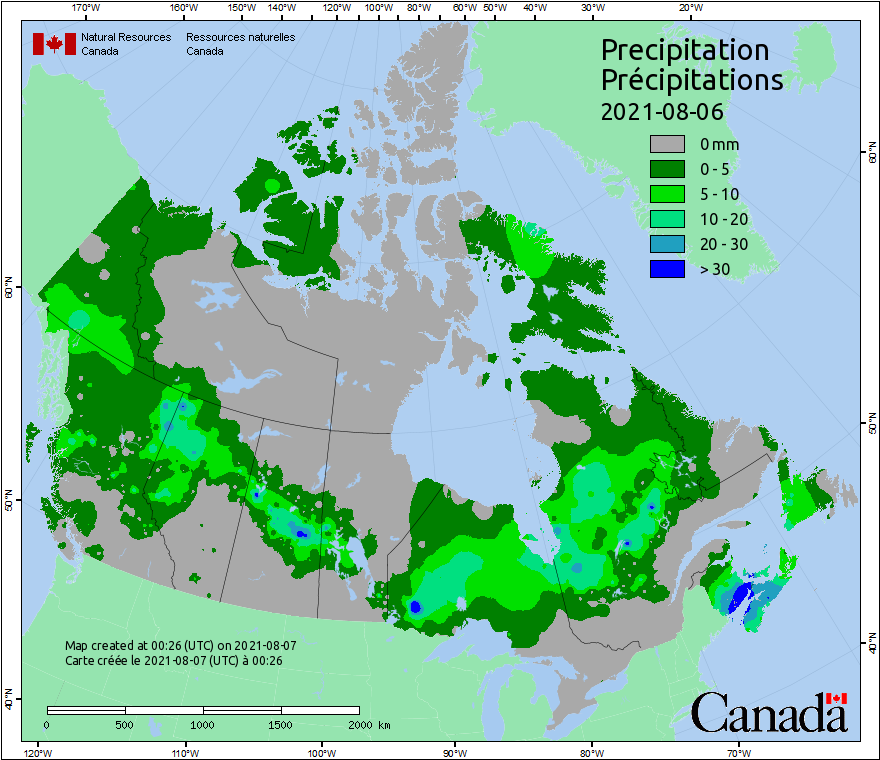 170°W 160°W 150°W 140°W 130°W 120°W 110°W 100°W 90°W 80°W 70°W 60°W 50°W 40°W 30°W 20°W
Natural Resources Canada
Ressources naturelles Canada
Precipitation
Précipitations
2021-08-06
0 mm
0 - 5
5 - 10
10 - 20
20 - 30
> 30
60°N
50°N
40°N
60°N
50°N
40°N
Map created at 00:26 (UTC) on 2021-08-07
Carte créée le 2021-08-07 (UTC) à 00:26
0 500 1000 1500 2000 km
Canada
120°W 110°W 100°W 90°W 80°W 70°W